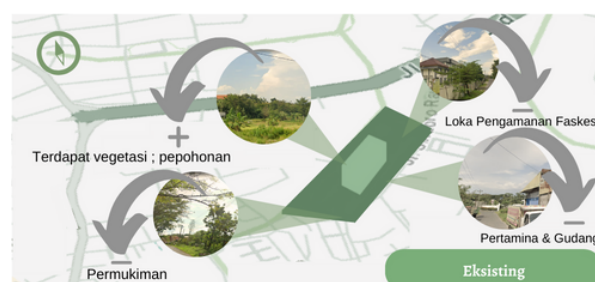 Loka Pengamanan Faskes
Terdapat vegetasi ; pepohonan
Pertamina & Gudang
Permukiman
Eksisting